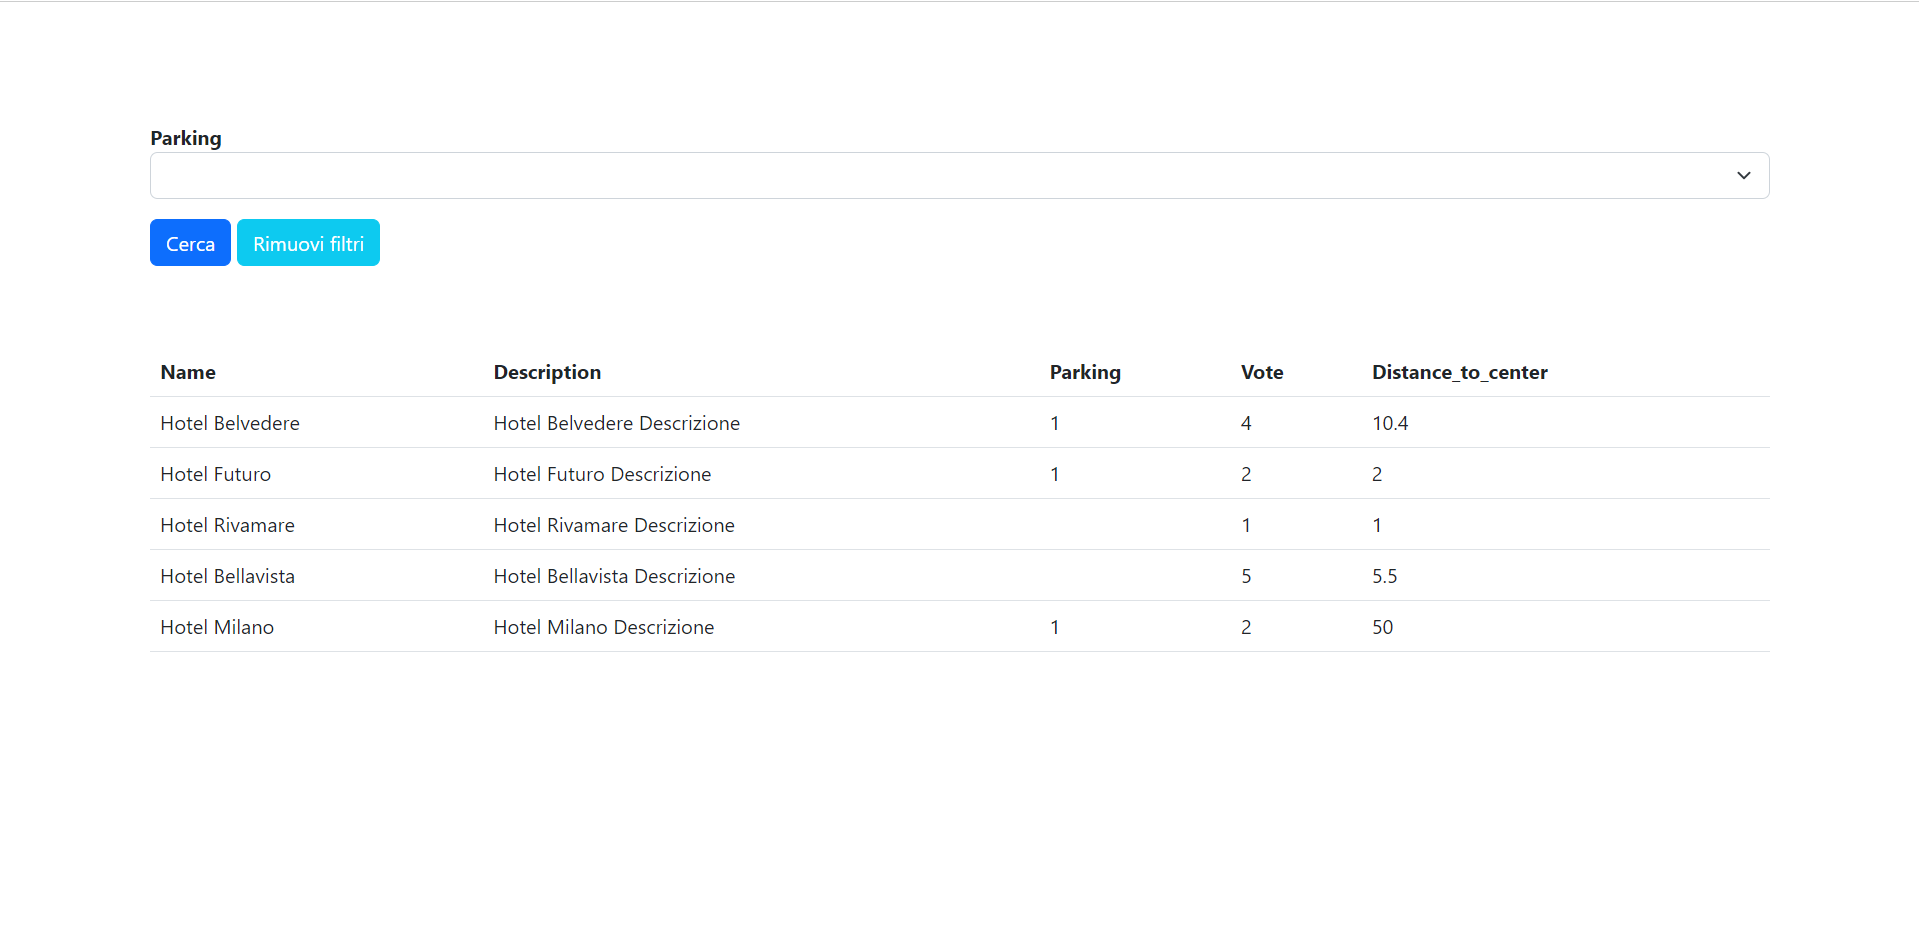 Parking
Cerca Rimuovi filtri
Name Description Parking Vote Distance_to_center
Hotel Belvedere Hotel Belvedere Descrizione 1 4 10.4
Hotel Futuro Hotel Futuro Descrizione 1 2 2
Hotel Rivamare Hotel Rivamare Descrizione 1 1
Hotel Bellavista Hotel Bellavista Descrizione 5 5.5
Hotel Milano Hotel Milano Descrizione 1 2 50